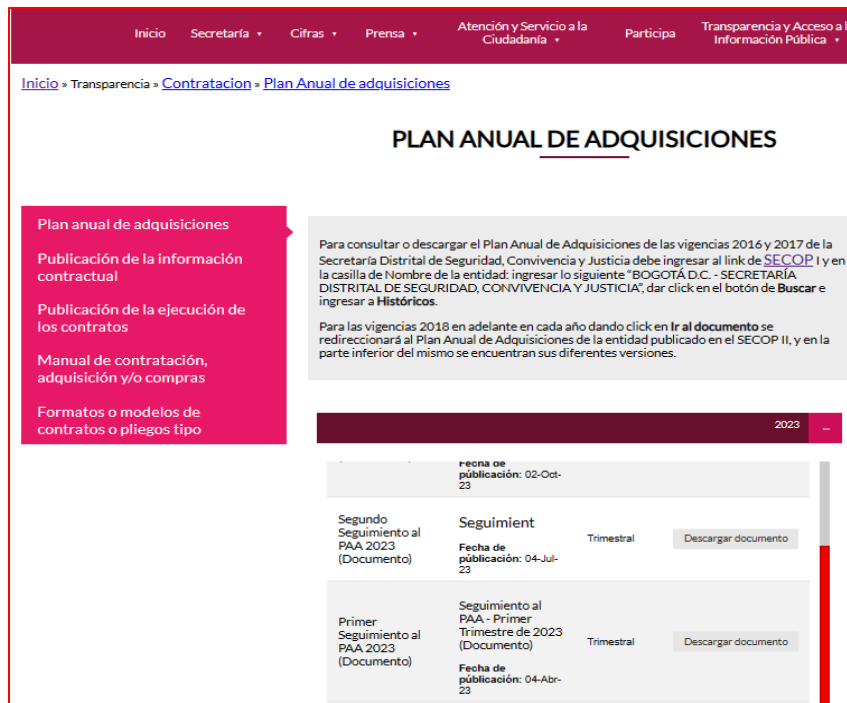 Inicio Secretaría Cifras Prensa Atención y Servicio a la Ciudadanía Participa Transparencia y Acceso a Información Pública
Inicio » Transparencia » Contratacion » Plan Anual de adquisiciones
PLAN ANUAL DE ADQUISICIONES
Plan anual de adquisiciones
Publicación de la información
contractual
Publicación de la ejecución de
los contratos
Manual de contratación,
adquisición y/o compras
Formatos o modelos de
contratos o pliegos tipo
Para consultar o descargar el Plan Anual de Adquisiciones de las vigencias 2016 y 2017 de la
Secretaría Distrital de Seguridad, Convivencia y Justicia debe ingresar al link de SECOP I y en
la casilla de Nombre de la entidad: ingresar lo siguiente “BOGOTÁ D.C. - SECRETARÍA
DISTRITAL DE SEGURIDAD, CONVIVENCIA Y JUSTICIA”, dar click en el botón de Buscar e
ingresar a Históricos.
Para las vigencias 2018 en adelante en cada año dando click en Ir al documento se
redireccionará al Plan Anual de Adquisiciones de la entidad publicado en el SECOP II, y en la
parte inferior del mismo se encuentran sus diferentes versiones.
2023 –
Fecha de
públicación: 02-Oct-
23
Segundo
Seguimiento al
PAA 2023
(Documento)
Seguimient
Fecha de
públicación: 04-Jul-
23
Trimestral
Descargar documento
Primer
Seguimiento al
PAA 2023
(Documento)
Seguimiento al
PAA - Primer
Trimestre de 2023
(Documento)
Fecha de
públicación: 04-Abr-
23
Trimestral
Descargar documento